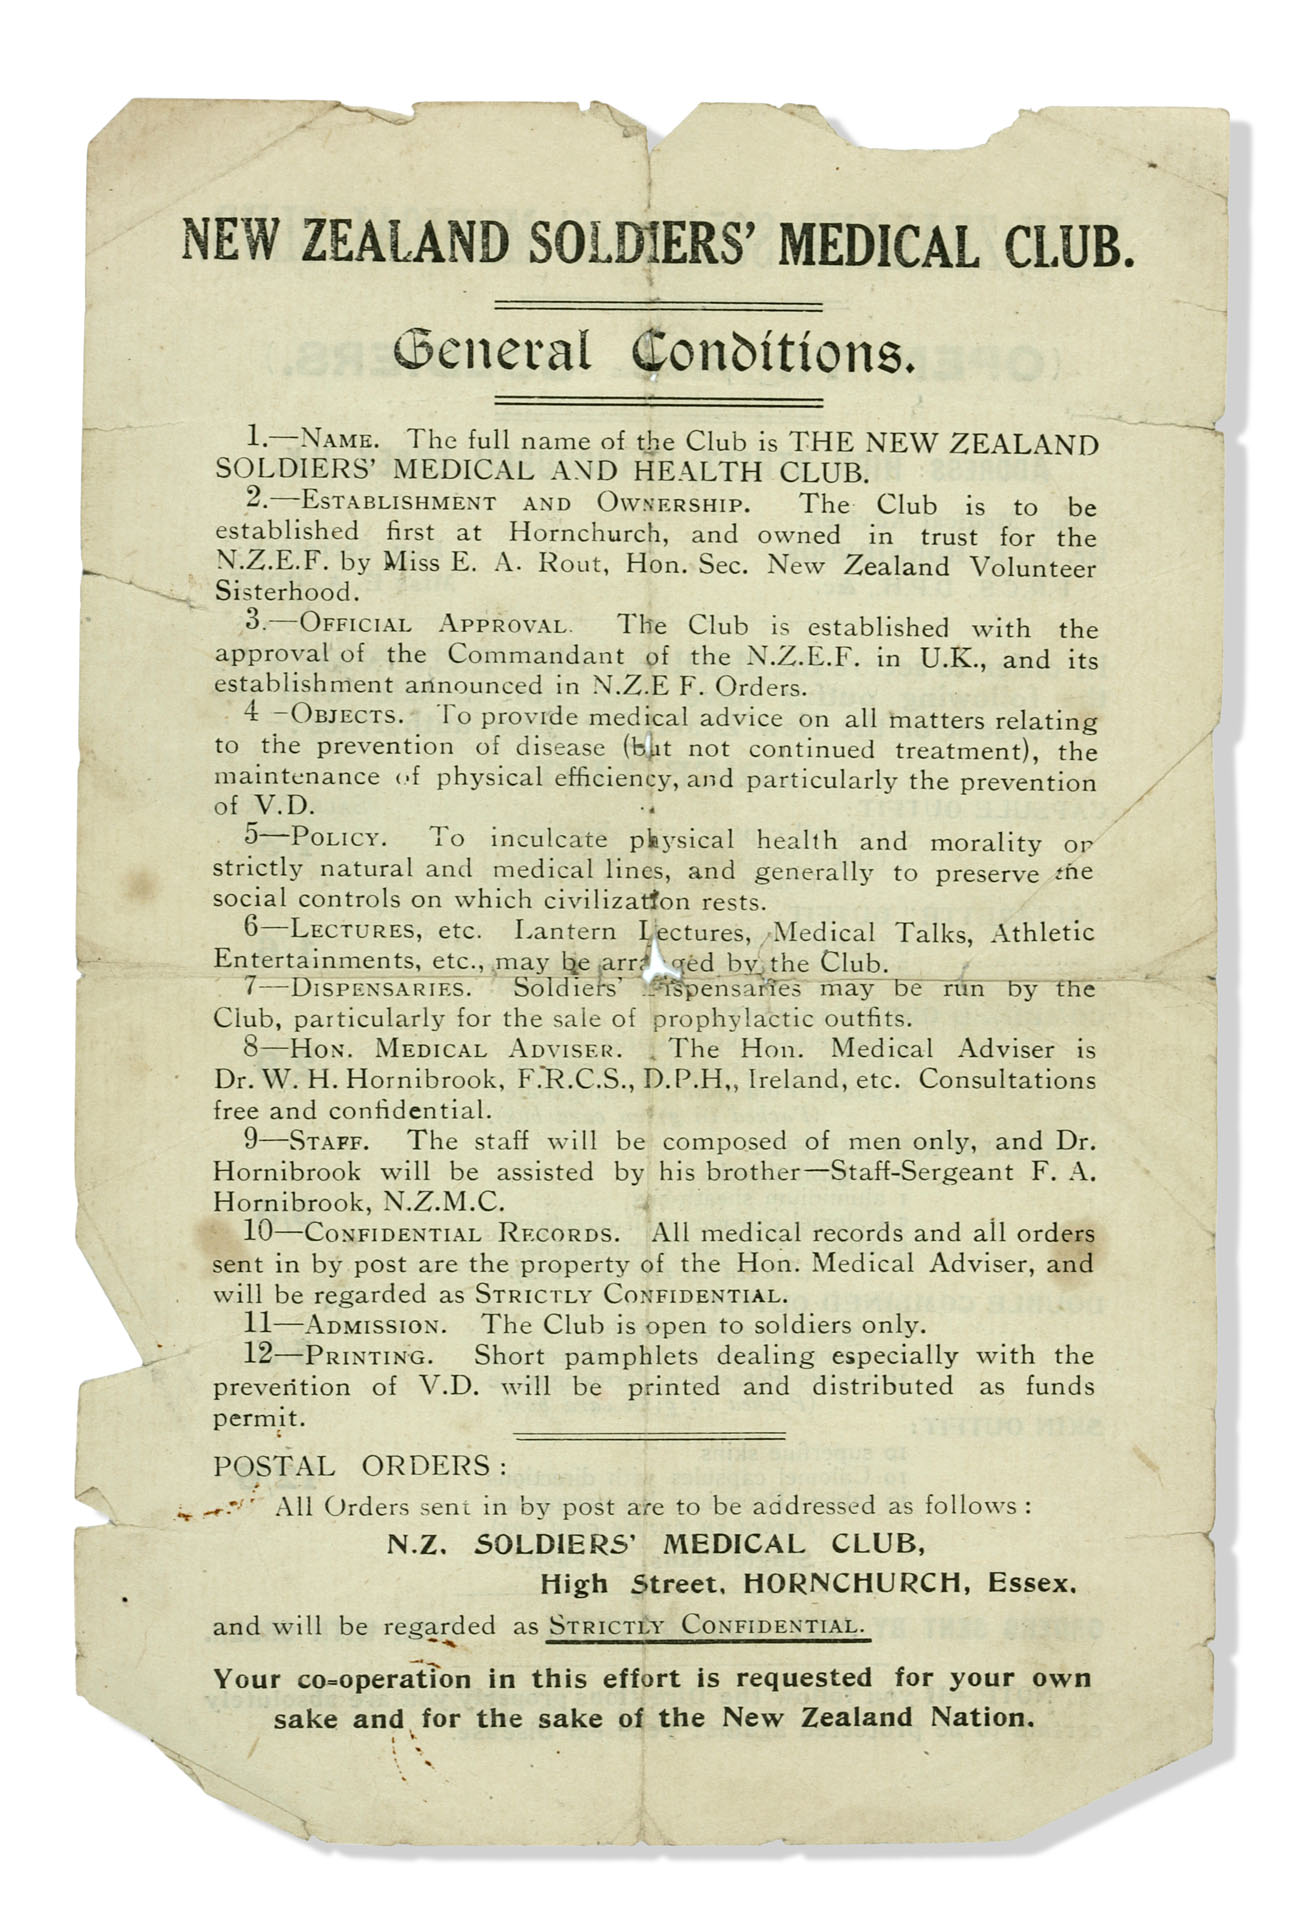 NEW ZEALAND SOLDIERS' MEDICAL CLUB.
General Conditions.
1.—NAME. The full name of the Club is THE NEW ZEALAND
SOLDIERS' MEDICAL AND HEALTH CLUB.
2.—ESTABLISHMENT AND OWNERSHIP. The Club is to be
established first at Hornchurch, and owned in trust for the
N.Z.E.F. by Miss E. A. Rout, Hon. Sec. New Zealand Volunteer
Sisterhood.
3.—OFFICIAL APPROVAL. The Club is established with the
approval of the Commandant of the N.Z.E.F. in U.K., and its
establishment announced in N.Z.E F. Orders.
4 —OBJECTS. To provide medical advice on all matters relating
to the prevention of disease (but not continued treatment), the
maintenance of physical efficiency, and particularly the prevention
of V.D.
5—POLICY. To inculcate physical health and morality on
strictly natural and medical lines, and generally to preserve the
social controls on which civilization rests.
6—LECTURES, etc. Lantern Lectures, Medical Talks, Athletic
Entertainments, etc., may be arranged by the Club.
7—DISPENSARIES. Soldiers' Dispensaries may be run by the
Club, particularly for the sale of prophylactic outfits.
8—HON. MEDICAL ADVISER. The Hon. Medical Adviser is
Dr. W. H. Hornibrook, F.R.C.S., D.P.H,, Ireland, etc. Consultations
free and confidential.
9—STAFF. The staff will be composed of men only, and Dr.
Hornibrook will be assisted by his brother—Staff-Sergeant F. A.
Hornibrook, N.Z.M.C.
10—CONFIDENTIAL RECORDS. All medical records and all orders
sent in by post are the property of the Hon. Medical Adviser, and
will be regarded as STRICTLY CONFIDENTIAL.
11—ADMISSION. The Club is open to soldiers only.
12—PRINTING. Short pamphlets dealing especially with the
prevention of V.D. will be printed and distributed as funds
permit.
POSTAL ORDERS :
All Orders sent in by post are to be addressed as follows :
N.Z. SOLDIERS' MEDICAL CLUB,
High Street, HORNCHURCH, Essex.
and will be regarded as STRICTLY CONFIDENTIAL.
Your co-operation in this effort is requested for your own
sake and for the sake of the New Zealand Nation.